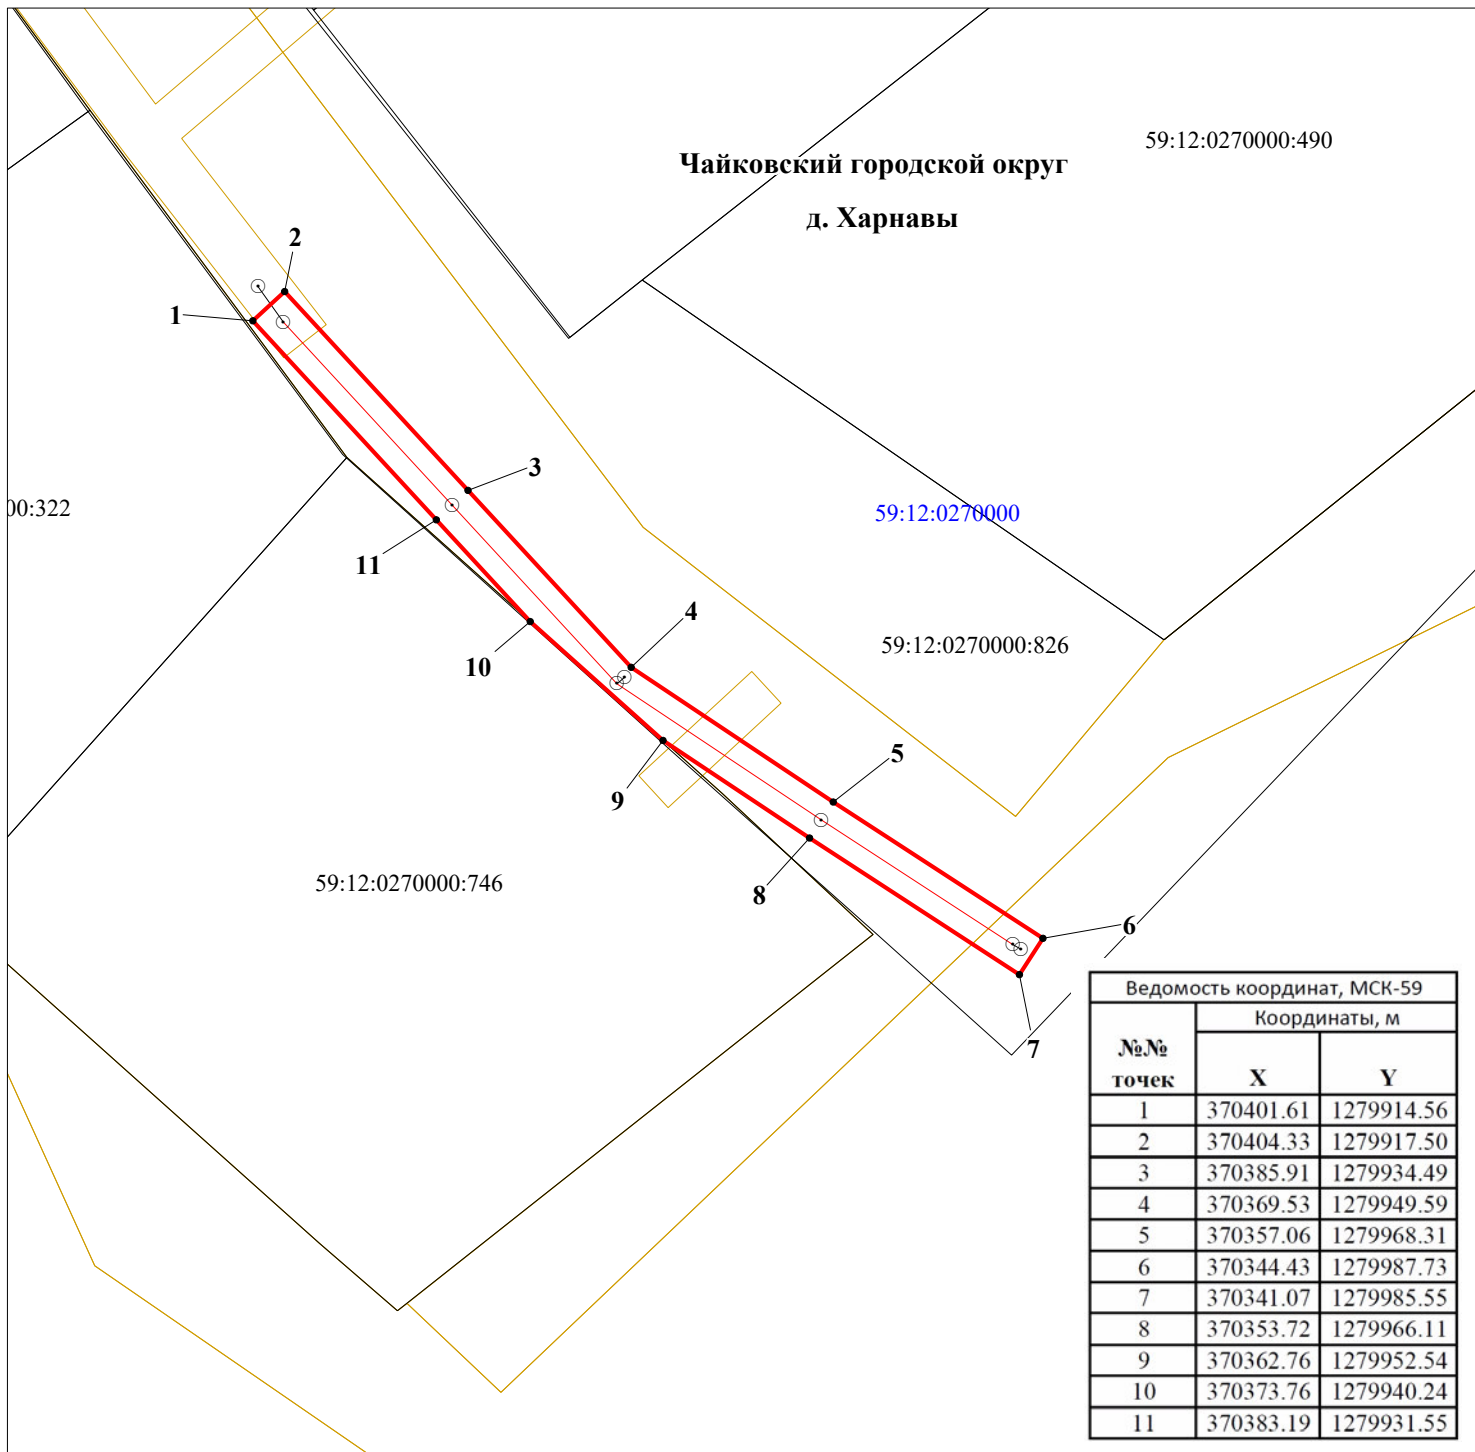 59:12:0270000:490
Чайковский городской округ
д. Харнавы
2
1
3
00:322
59:12:0270000
11
4
59:12:0270000:826
10
5
9
59:12:0270000:746
8
6
7
Ведомость координат, МСК-59
№№ точек Координаты, м
X Y
1 370401.61 1279914.56
2 370404.33 1279917.50
3 370385.91 1279934.49
4 370369.53 1279949.59
5 370357.06 1279968.31
6 370344.43 1279987.73
7 370341.07 1279985.55
8 370353.72 1279966.11
9 370362.76 1279952.54
10 370373.76 1279940.24
11 370383.19 1279931.55